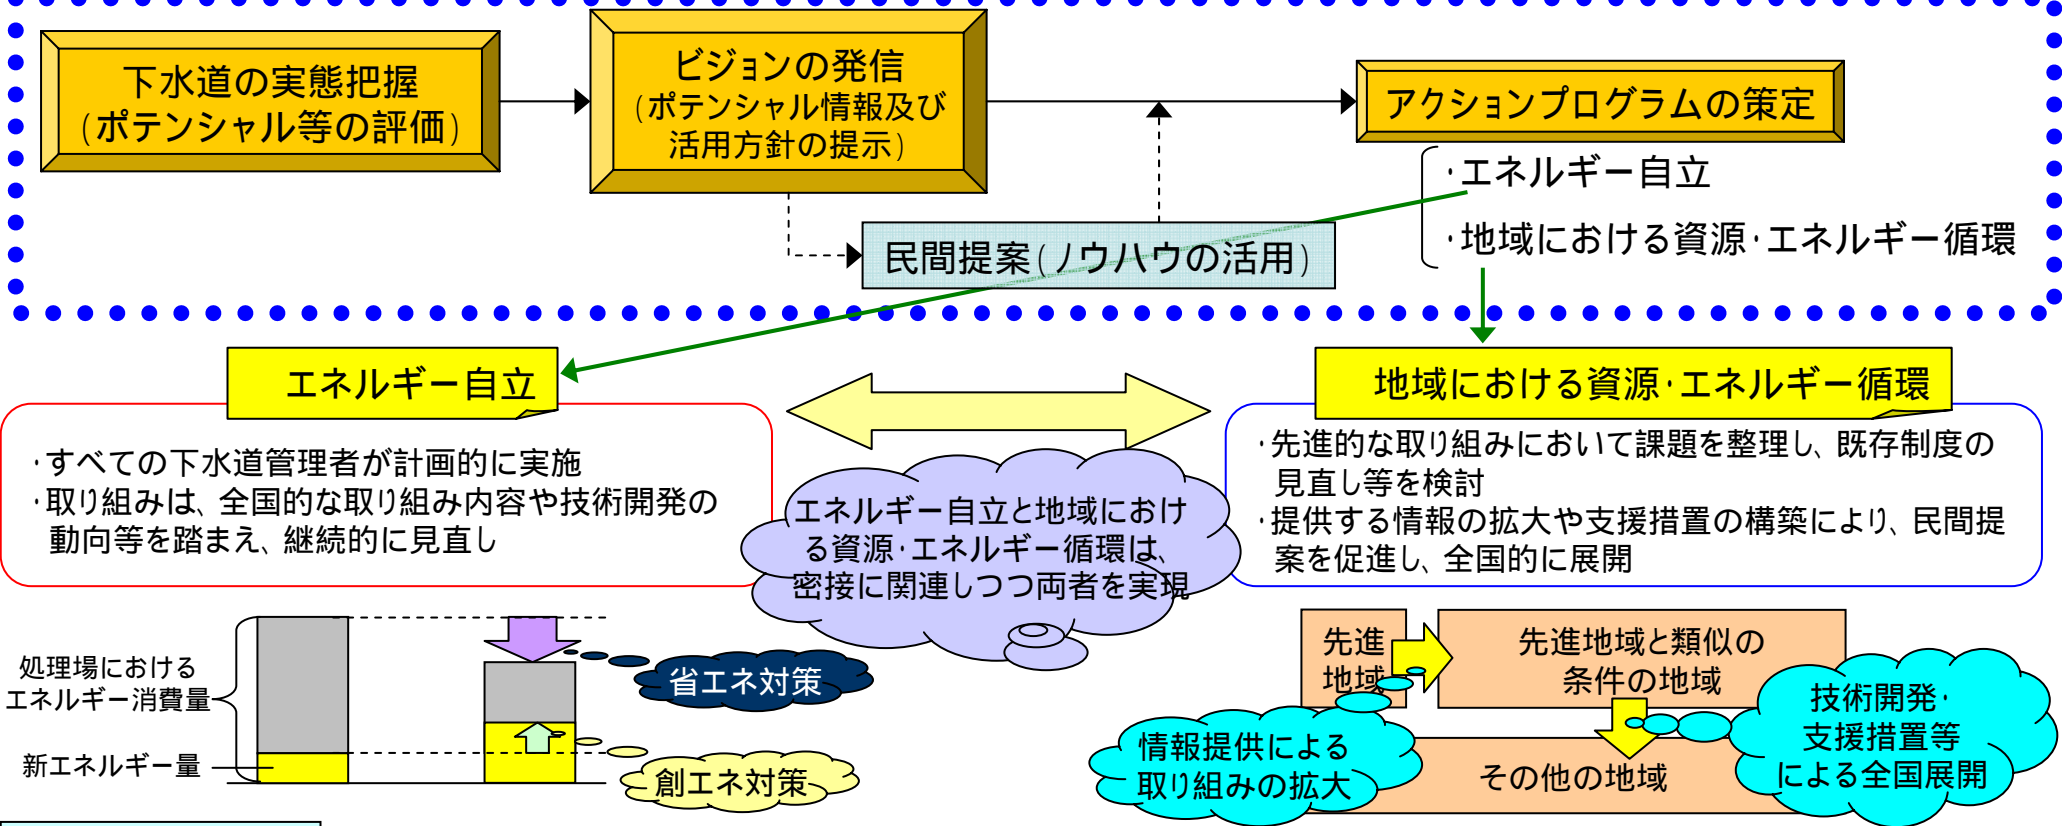 下水道の実態把握
(ポテンシャル等の評価)
ビジョンの発信
(ポテンシャル情報及び
活用方針の提示)
アクションプログラムの策定
・エネルギー自立
・地域における資源・エネルギー循環
民間提案(ノウハウの活用)
エネルギー自立
・すべての下水道管理者が計画的に実施
・取り組みは、全国的な取り組み内容や技術開発の
動向等を踏まえ、継続的に見直し
エネルギー自立と地域におけ
る資源・エネルギー循環は、
密接に関連しつつ両者を実現
地域における資源・エネルギー循環
・先進的な取り組みにおいて課題を整理し、既存制度の
見直し等を検討
・提供する情報の拡大や支援措置の構築により、民間提
案を促進し、全国的に展開
処理場における
エネルギー消費量
新エネルギー量
省エネ対策
創エネ対策
先進
地域
先進地域と類似の
条件の地域
その他の地域
情報提供による
取り組みの拡大
技術開発・
支援措置等
による全国展開